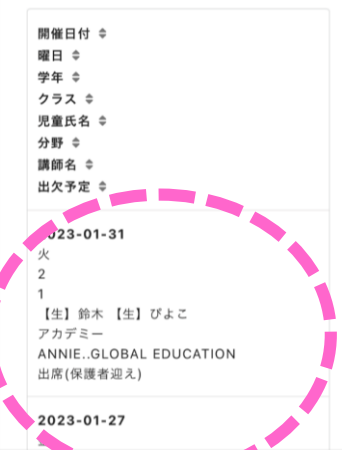 開催日付
曜日
学年
クラス
児童氏名
分野
講師名
出欠予定
2023-01-31
火
2
1
【生】鈴木 【生】ぴよこ
アカデミー
ANNIE..GLOBAL EDUCATION
出席(保護者迎え)
2023-01-27